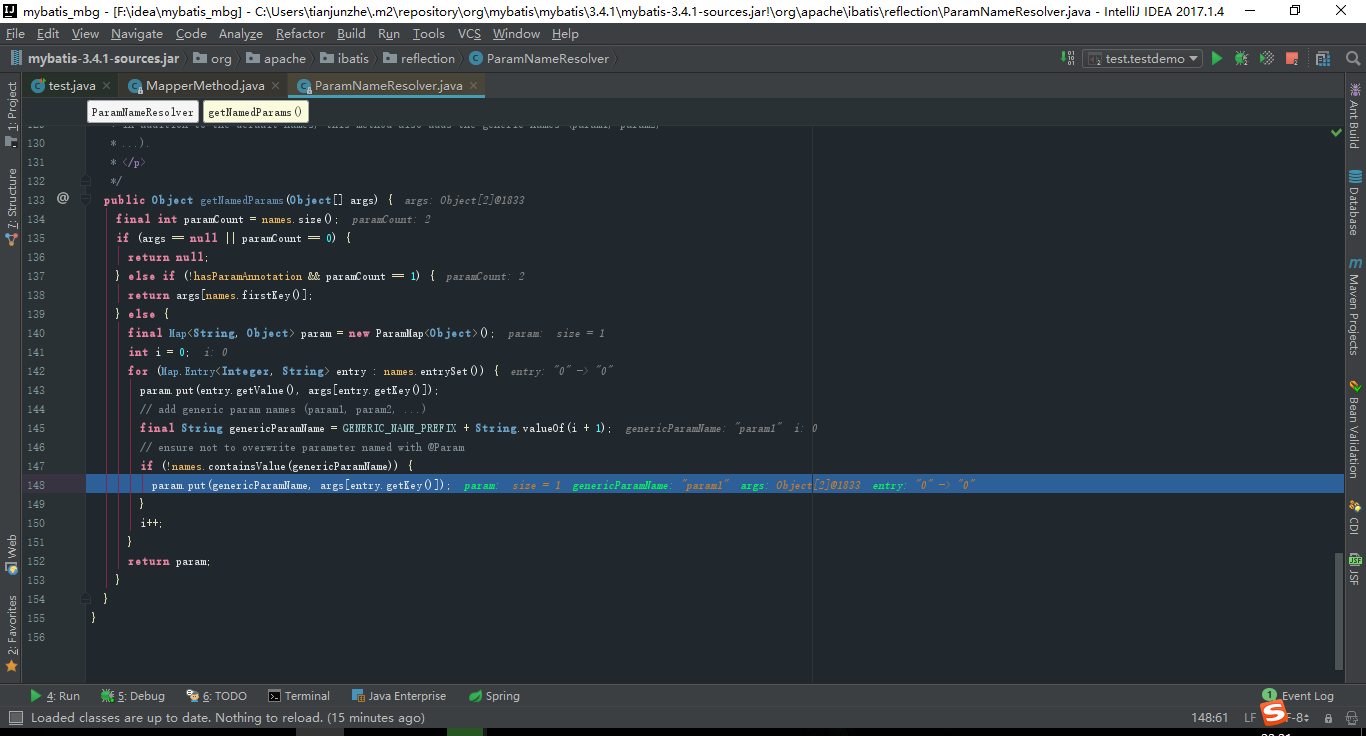 mybatis_mbg - [F:\idea\mybatis_mbg] - C:\Users\tianjunzhe\.m2\repository\org\mybatis\mybatis\3.4.1\mybatis-3.4.1-sources.jar!\org\apache\ibatis\reflection\ParamNameResolver.java - IntelliJ IDEA 2017.1.4
File Edit View Navigate Code Analyze Refactor Build Run Tools VCS Window Help
mybatis-3.4.1-sources.jar org apache ibatis reflection ParamNameResolver test.testdemo
test.java MapperMethod.java ParamNameResolver.java
ParamNameResolver getNamedParams()
130 * ...).
131 * </p>
132 */
133 @ public Object getNamedParams(Object[] args) { args: Object[2]@1833
134 final int paramCount = names.size(); paramCount: 2
135 if (args == null || paramCount == 0) {
136 return null;
137 } else if (!hasParamAnnotation && paramCount == 1) { paramCount: 2
138 return args[names.firstKey()];
139 } else {
140 final Map<String, Object> param = new ParamMap<Object>(); param: size = 1
141 int i = 0; i: 0
142 for (Map.Entry<Integer, String> entry : names.entrySet()) { entry: "0" -> "0"
143 param.put(entry.getValue(), args[entry.getKey()]);
144 // add generic param names (param1, param2, ...)
145 final String genericParamName = GENERIC_NAME_PREFIX + String.valueOf(i + 1); genericParamName: "param1" i: 0
146 // ensure not to overwrite parameter named with @Param
147 if (!names.containsValue(genericParamName)) {
148 param.put(genericParamName, args[entry.getKey()]); param: size = 1 genericParamName: "param1" args: Object[2]@1833 entry: "0" -> "0"
149 }
150 i++;
151 }
152 return param;
153 }
154 }
155 }
156
1: Project
7: Structure
Web
2: Favorites
Ant Build
Database
Maven Projects
Bean Validation
CDI
JSF
4: Run 5: Debug 6: TODO Terminal Java Enterprise Spring 1 Event Log
Loaded classes are up to date. Nothing to reload. (15 minutes ago) 148:61 LF F-8